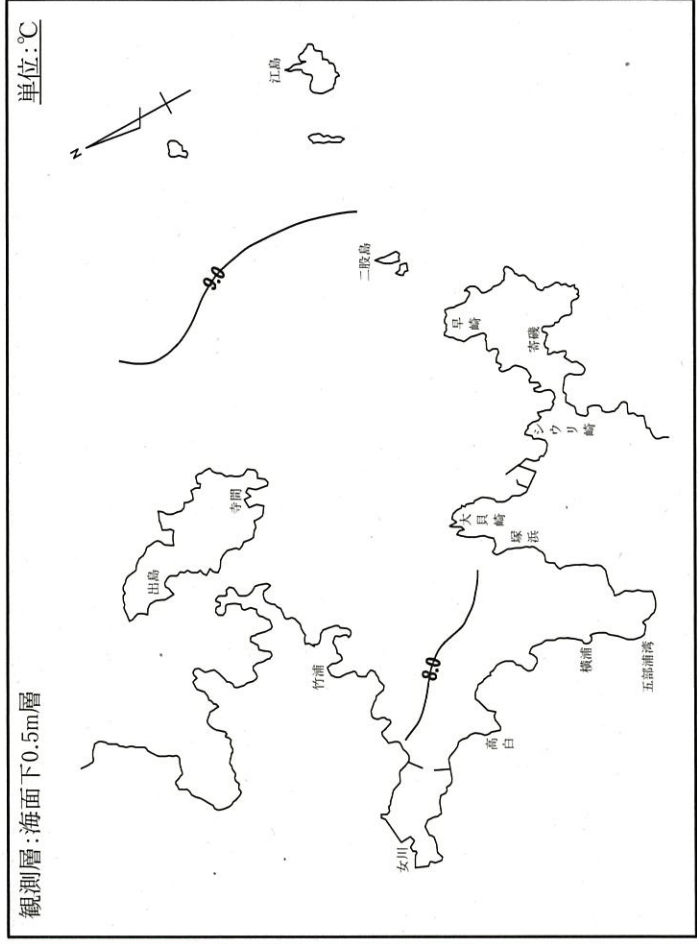 観測層:海面下0.5m層
単位:℃
N
江島
9.0
二股島
早崎
寄磯
シウリ崎
大貝崎
塚浜
寺間
出島
竹浦
8.0
横浦
五部浦湾
高白
女川